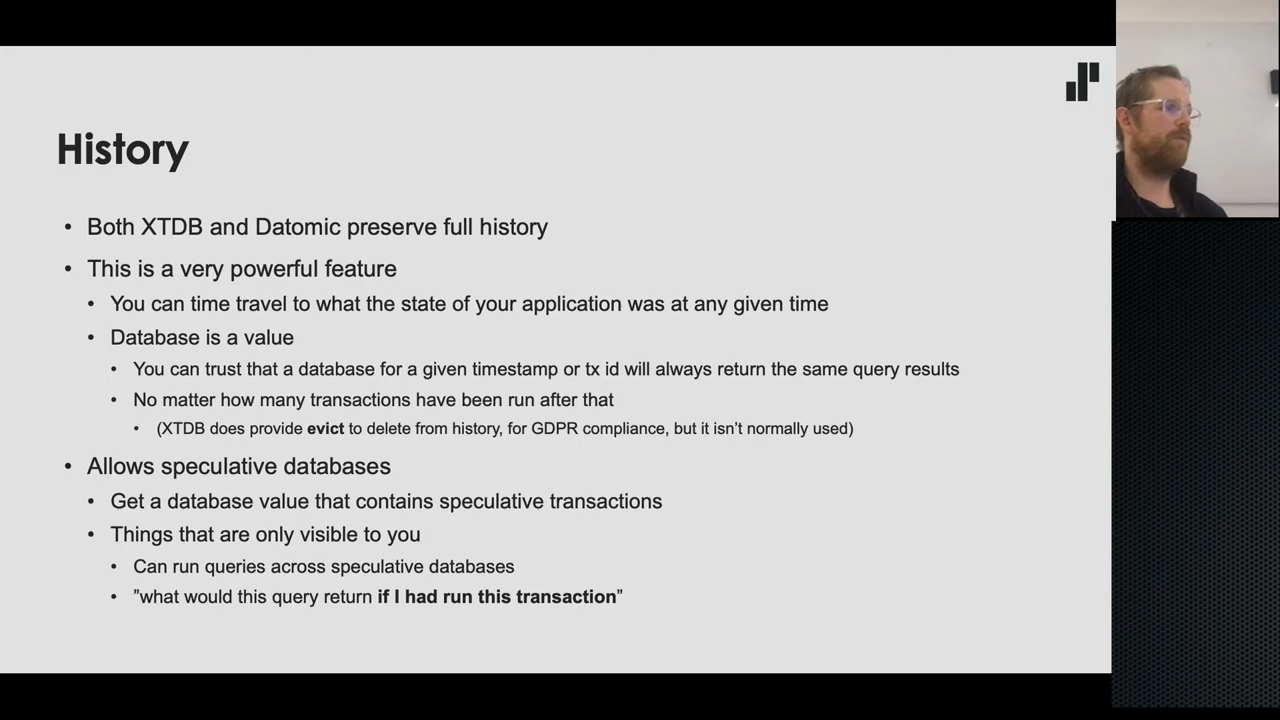 History
• Both XTDB and Datomic preserve full history
• This is a very powerful feature
• You can time travel to what the state of your application was at any given time
• Database is a value
• You can trust that a database for a given timestamp or tx id will always return the same query results
• No matter how many transactions have been run after that
• (XTDB does provide evict to delete from history, for GDPR compliance, but it isn't normally used)
• Allows speculative databases
• Get a database value that contains speculative transactions
• Things that are only visible to you
• Can run queries across speculative databases
• ”what would this query return if I had run this transaction”